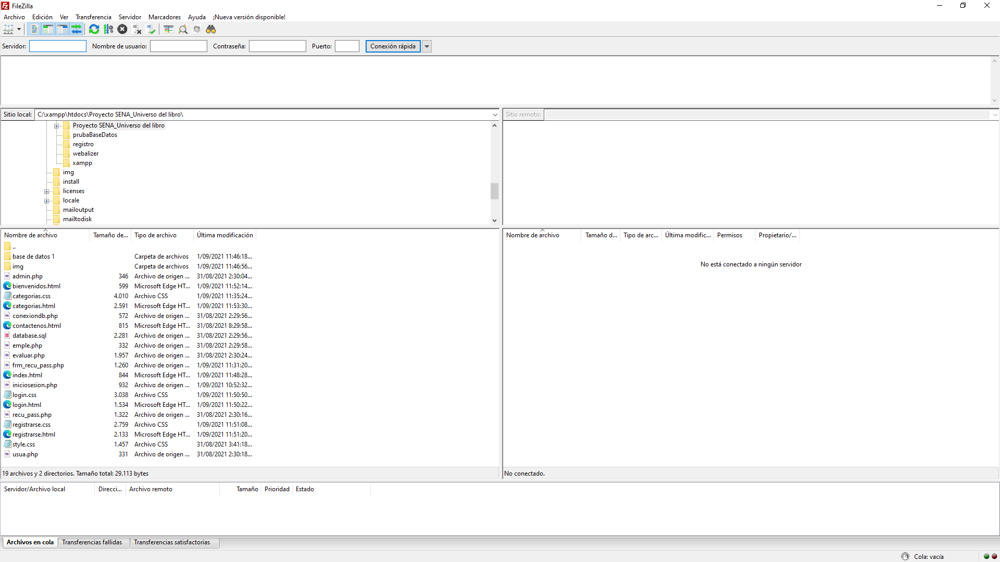 FileZilla
Archivo Edición Ver Transferencia Servidor Marcadores Ayuda ¡Nueva versión disponible!
Servidor: Nombre de usuario: Contraseña: Puerto: Conexión rápida
Sitio local: C:\xampp\htdocs\Proyecto SENA_Universo del libro\
Sitio remoto:
Proyecto SENA_Universo del libro
prubaBaseDatos
registro
webalizer
xampp
img
install
licenses
locale
mailoutput
mailtodisk
Nombre de archivo Tamaño de... Tipo de archivo Última modificación
..
base de datos 1 Carpeta de archivos 1/09/2021 11:46:18...
img Carpeta de archivos 1/09/2021 11:46:56...
admin.php 346 Archivo de origen ... 31/08/2021 2:30:04...
bienvenidos.html 599 Microsoft Edge HT... 1/09/2021 11:52:14...
categorias.css 4.010 Archivo CSS 1/09/2021 11:35:24...
categorias.html 2.591 Microsoft Edge HT... 1/09/2021 11:53:30...
conexiondb.php 572 Archivo de origen ... 31/08/2021 2:29:56...
contactenos.html 815 Microsoft Edge HT... 31/08/2021 8:29:58...
database.sql 2.281 Archivo de origen ... 31/08/2021 2:29:56...
emple.php 332 Archivo de origen ... 31/08/2021 2:29:58...
evaluar.php 1.957 Archivo de origen ... 31/08/2021 2:30:24...
frm_recu_pass.php 1.260 Archivo de origen ... 1/09/2021 11:31:20...
index.html 844 Microsoft Edge HT... 1/09/2021 11:48:28...
iniciosesion.php 932 Archivo de origen ... 1/09/2021 10:52:32...
login.css 3.038 Archivo CSS 1/09/2021 11:50:50...
login.html 1.534 Microsoft Edge HT... 1/09/2021 11:50:22...
recu_pass.php 1.322 Archivo de origen ... 31/08/2021 2:30:16...
registrarse.css 2.759 Archivo CSS 1/09/2021 11:51:08...
registrarse.html 2.133 Microsoft Edge HT... 1/09/2021 11:51:20...
style.css 1.457 Archivo CSS 31/08/2021 3:41:18...
usua.php 331 Archivo de origen ... 31/08/2021 2:30:18...
19 archivos y 2 directorios. Tamaño total: 29.113 bytes
Nombre de archivo Tamaño d... Tipo de arc... Última modific... Permisos Propietario/...
No está conectado a ningún servidor
No conectado.
Servidor/Archivo local Direcci... Archivo remoto Tamaño Prioridad Estado
Archivos en cola Transferencias fallidas Transferencias satisfactorias
Cola: vacía